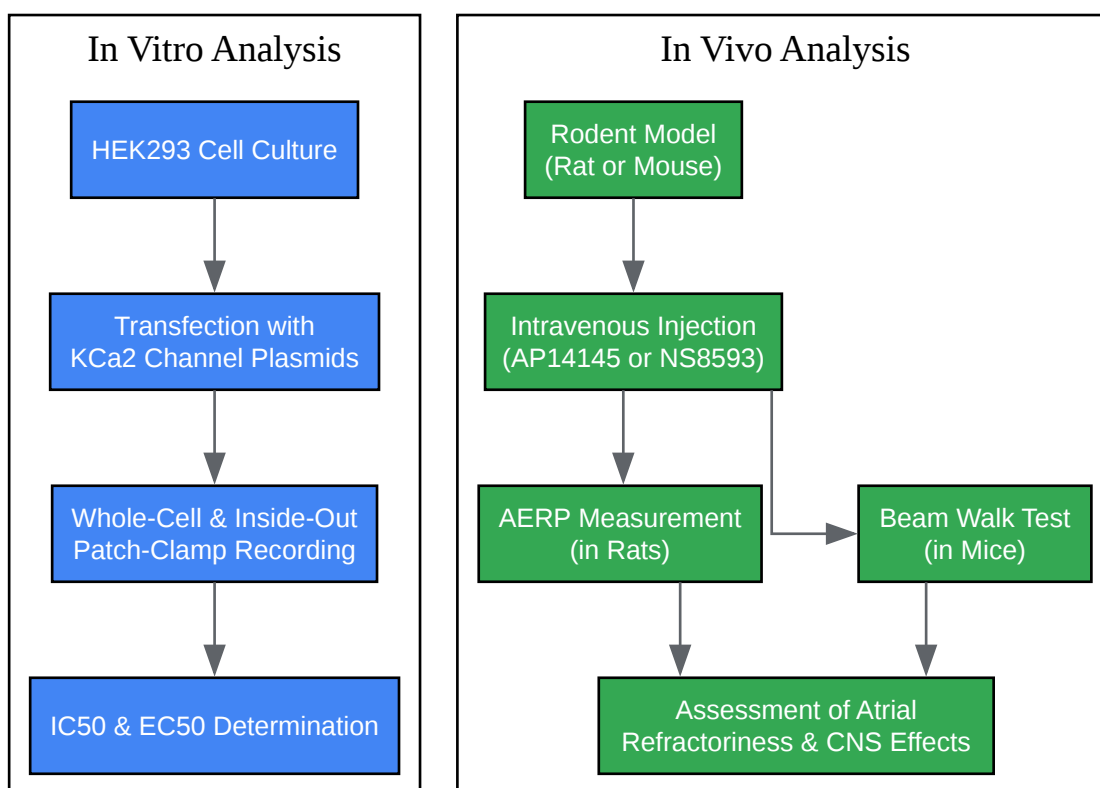 In Vitro Analysis
HEK293 Cell Culture
Transfection with
KCa2 Channel Plasmids
Whole-Cell & Inside-Out
Patch-Clamp Recording
IC50 & EC50 Determination
In Vivo Analysis
Rodent Model
(Rat or Mouse)
Intravenous Injection
(AP14145 or NS8593)
AERP Measurement
(in Rats)
Beam Walk Test
(in Mice)
Assessment of Atrial
Refractoriness & CNS Effects